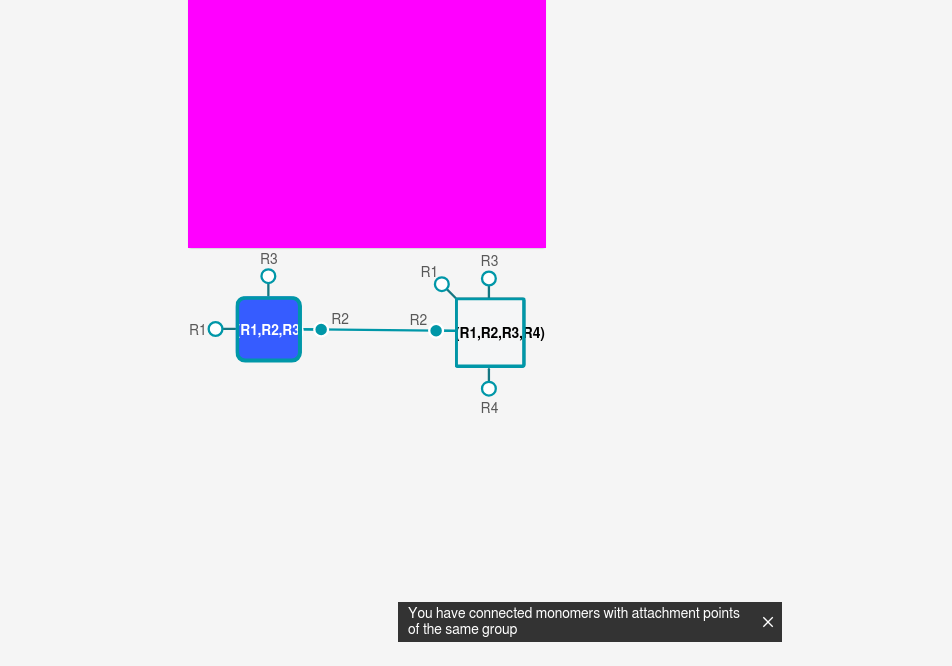 R3
R3
R1
R1
R1,R2,R3
R2
R2
(R1,R2,R3,R4)
R4
You have connected monomers with attachment points
of the same group